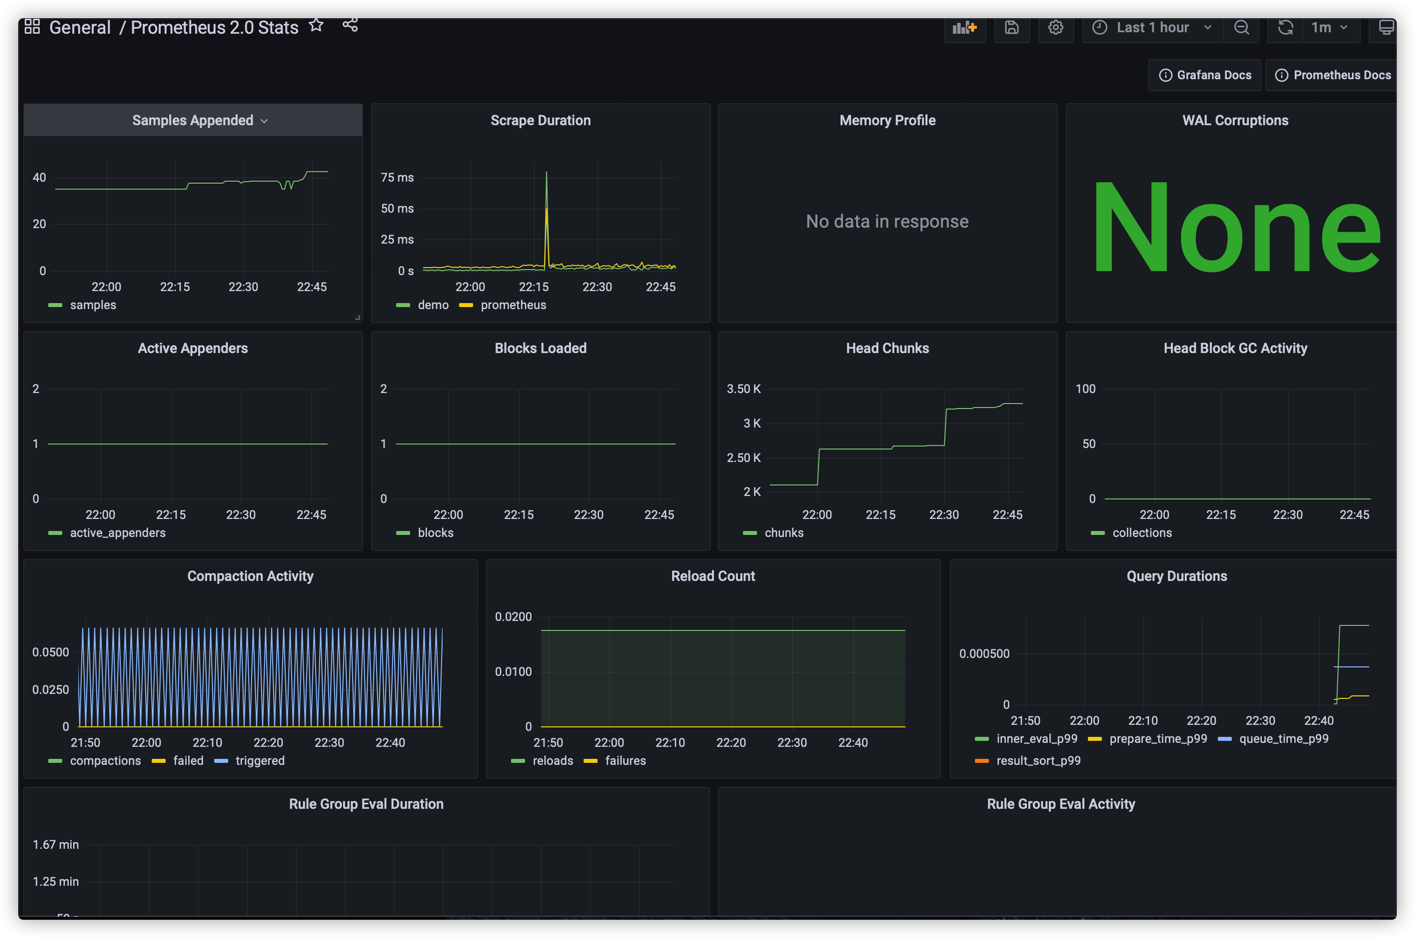 General / Prometheus 2.0 Stats
Last 1 hour
1m
Grafana Docs
Prometheus Docs
Samples Appended
40
20
0
22:00 22:15 22:30 22:45
samples
Scrape Duration
75 ms
50 ms
25 ms
0 s
22:00 22:15 22:30 22:45
demo prometheus
Memory Profile
No data in response
WAL Corruptions
None
Active Appenders
2
1
0
22:00 22:15 22:30 22:45
active_appenders
Blocks Loaded
2
1
0
22:00 22:15 22:30 22:45
blocks
Head Chunks
3.50 K
3 K
2.50 K
2 K
22:00 22:15 22:30 22:45
chunks
Head Block GC Activity
100
50
0
22:00 22:15 22:30 22:45
collections
Compaction Activity
0.0500
0.0250
0
21:50 22:00 22:10 22:20 22:30 22:40
compactions failed triggered
Reload Count
0.0200
0.0100
0
21:50 22:00 22:10 22:20 22:30 22:40
reloads failures
Query Durations
0.000500
0
21:50 22:00 22:10 22:20 22:30 22:40
inner_eval_p99 prepare_time_p99 queue_time_p99
result_sort_p99
Rule Group Eval Duration
1.67 min
1.25 min
Rule Group Eval Activity